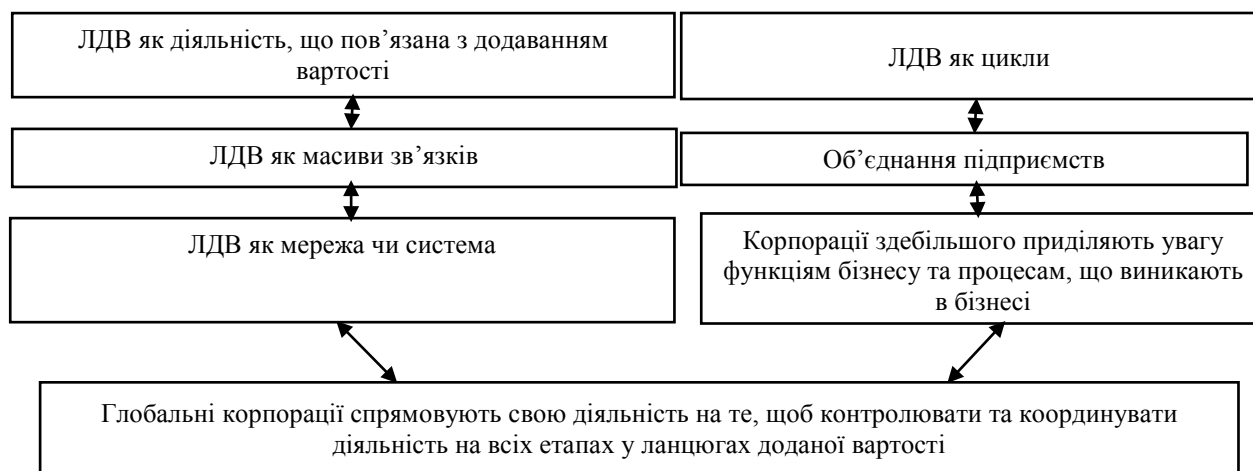 ЛДВ як діяльність, що пов’язана з додаванням
вартості
ЛДВ як масиви зв’язків
ЛДВ як мережа чи система
ЛДВ як цикли
Об’єднання підприємств
Корпорації здебільшого приділяють увагу
функціям бізнесу та процесам, що виникають
в бізнесі
Глобальні корпорації спрямовують свою діяльність на те, щоб контролювати та координувати
діяльність на всіх етапах у ланцюгах доданої вартості